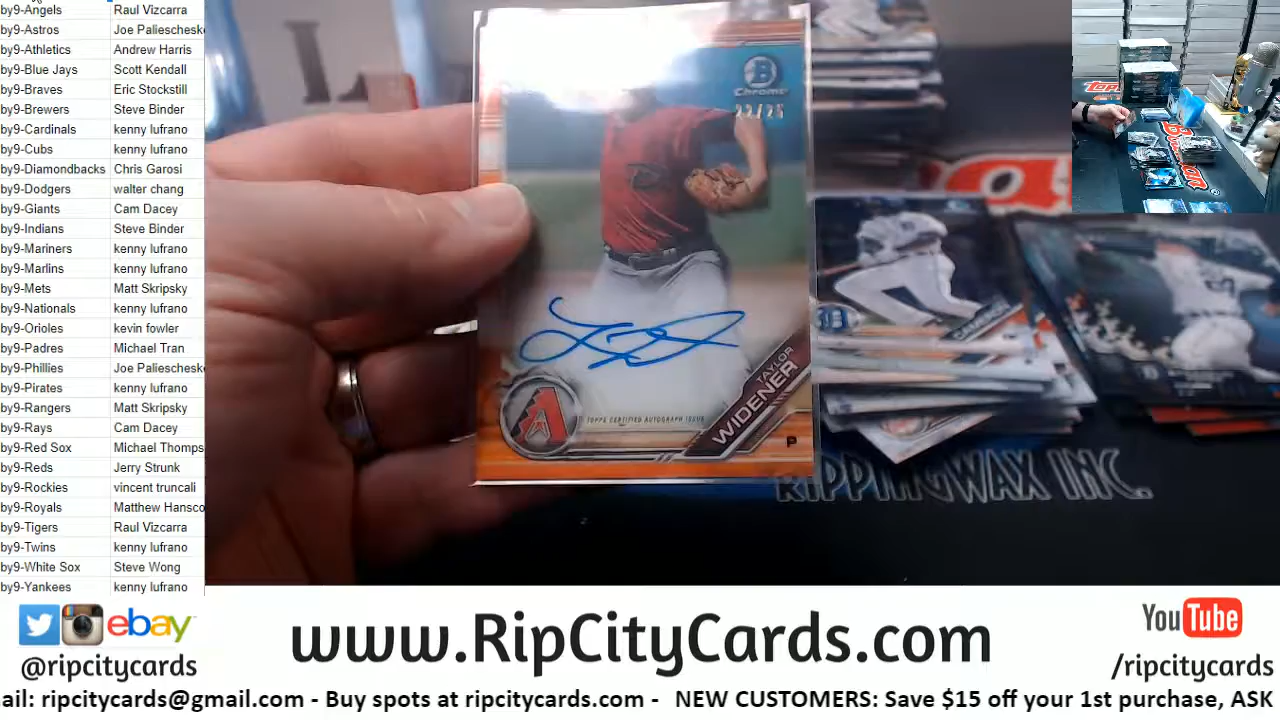 by9-Angels Raul Vizcarra
by9-Astros Joe Palieschesk
by9-Athletics Andrew Harris
by9-Blue Jays Scott Kendall
by9-Braves Eric Stockstill
by9-Brewers Steve Binder
by9-Cardinals kenny lufrano
by9-Cubs kenny lufrano
by9-Diamondbacks Chris Garosi
by9-Dodgers walter chang
by9-Giants Cam Dacey
by9-Indians Steve Binder
by9-Mariners kenny lufrano
by9-Marlins kenny lufrano
by9-Mets Matt Skripsky
by9-Nationals kenny lufrano
by9-Orioles kevin fowler
by9-Padres Michael Tran
by9-Phillies Joe Palieschesk
by9-Pirates kenny lufrano
by9-Rangers Matt Skripsky
by9-Rays Cam Dacey
by9-Red Sox Michael Thomps
by9-Reds Jerry Strunk
by9-Rockies vincent truncali
by9-Royals Matthew Hansco
by9-Tigers Raul Vizcarra
by9-Twins kenny lufrano
by9-White Sox Steve Wong
by9-Yankees kenny lufrano
B
Chrome
22/25
TOPPS CERTIFIED AUTOGRAPH ISSUE
TAYLOR
WIDENER
P
A
D
topps
RIPPINGWAX INC.
ebay
@ripcitycards
www.RipCityCards.com
YouTube
/ripcitycards
ail: ripcitycards@gmail.com - Buy spots at ripcitycards.com - NEW CUSTOMERS: Save $15 off your 1st purchase, ASK